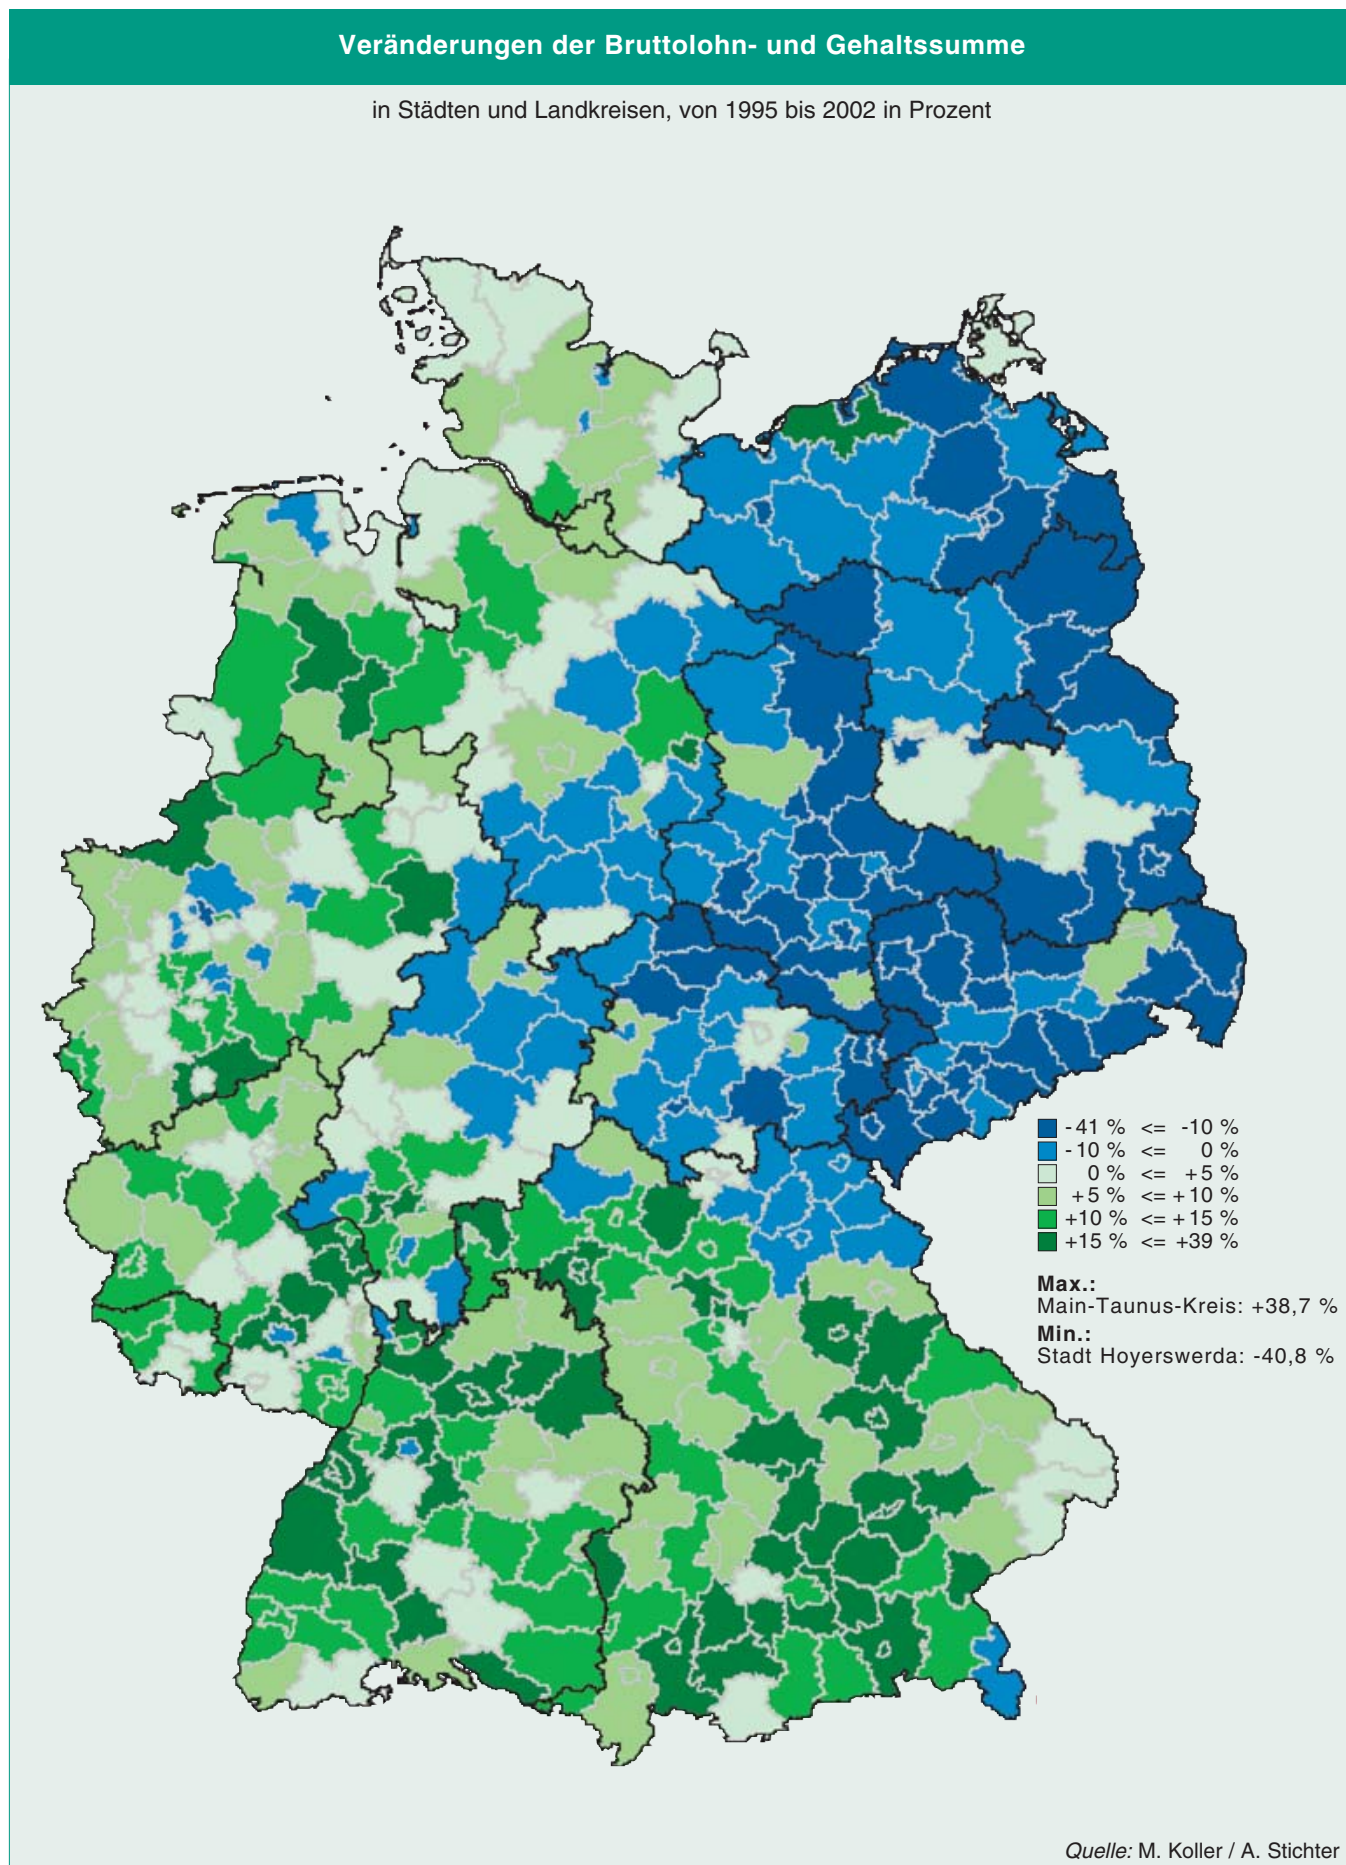 Veränderungen der Bruttolohn- und Gehaltssumme
in Städten und Landkreisen, von 1995 bis 2002 in Prozent
-41 % <= -10 %
-10 % <= 0 %
0 % <= +5 %
+5 % <= +10 %
+10 % <= +15 %
+15 % <= +39 %
Max.:
Main-Taunus-Kreis: +38,7 %
Min.:
Stadt Hoyerswerda: -40,8 %
Quelle: M. Koller / A. Stichter